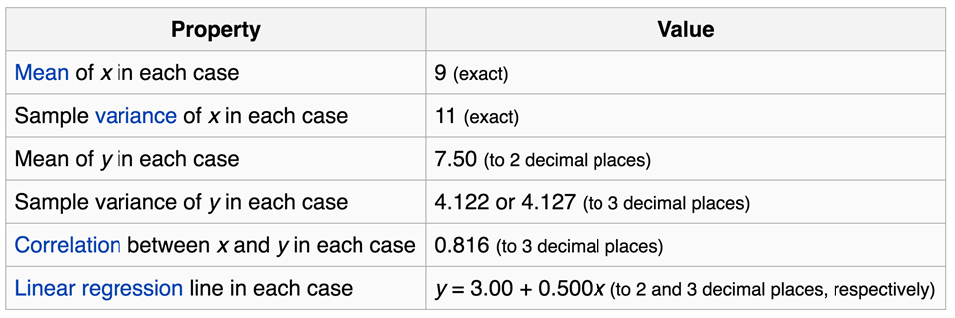 Property Value
Mean of x in each case 9 (exact)
Sample variance of x in each case 11 (exact)
Mean of y in each case 7.50 (to 2 decimal places)
Sample variance of y in each case 4.122 or 4.127 (to 3 decimal places)
Correlation between x and y in each case 0.816 (to 3 decimal places)
Linear regression line in each case y = 3.00 + 0.500x (to 2 and 3 decimal places, respectively)